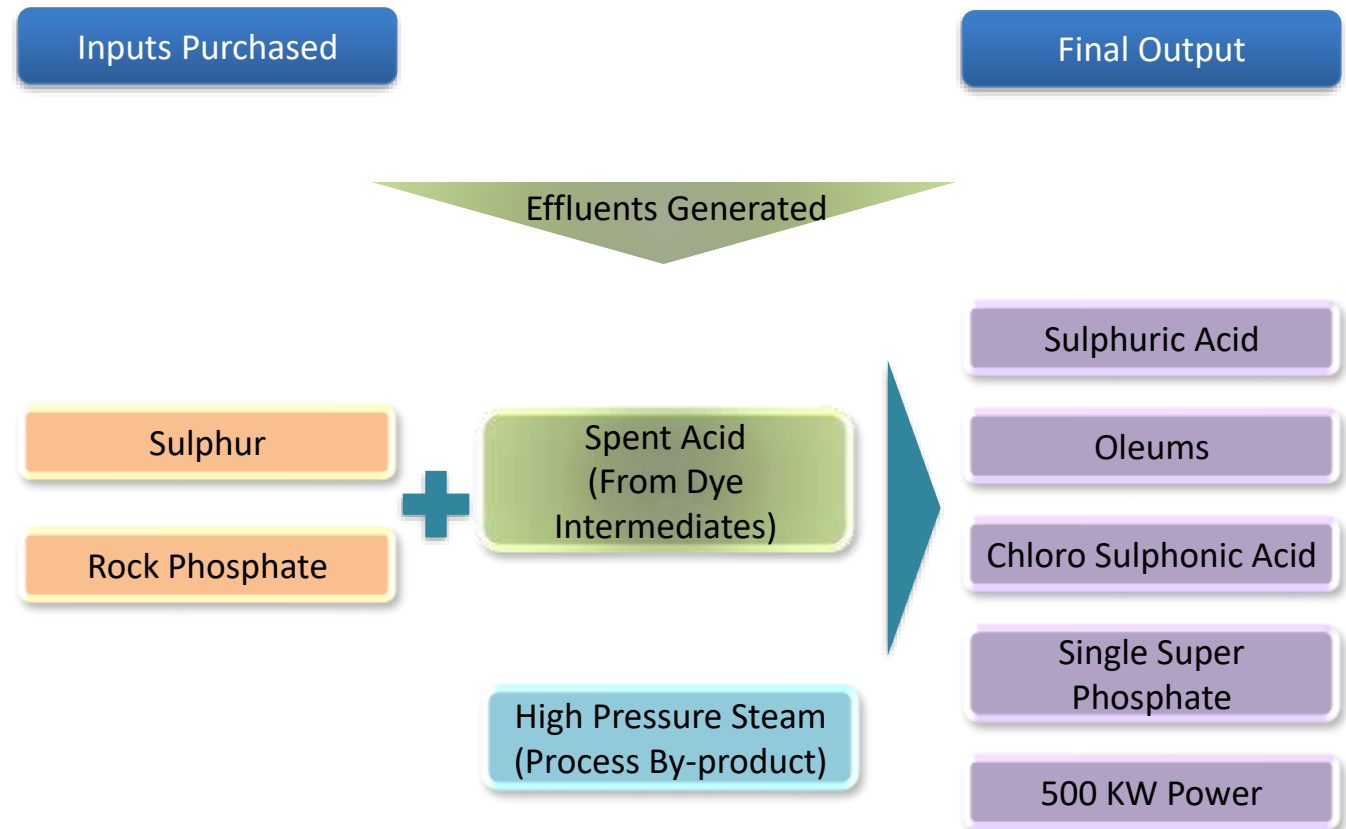 Inputs Purchased
Final Output
Effluents Generated
Sulphur
Rock Phosphate
Spent Acid
(From Dye
Intermediates)
High Pressure Steam
(Process By-product)
Sulphuric Acid
Oleums
Chloro Sulphonic Acid
Single Super
Phosphate
500 KW Power